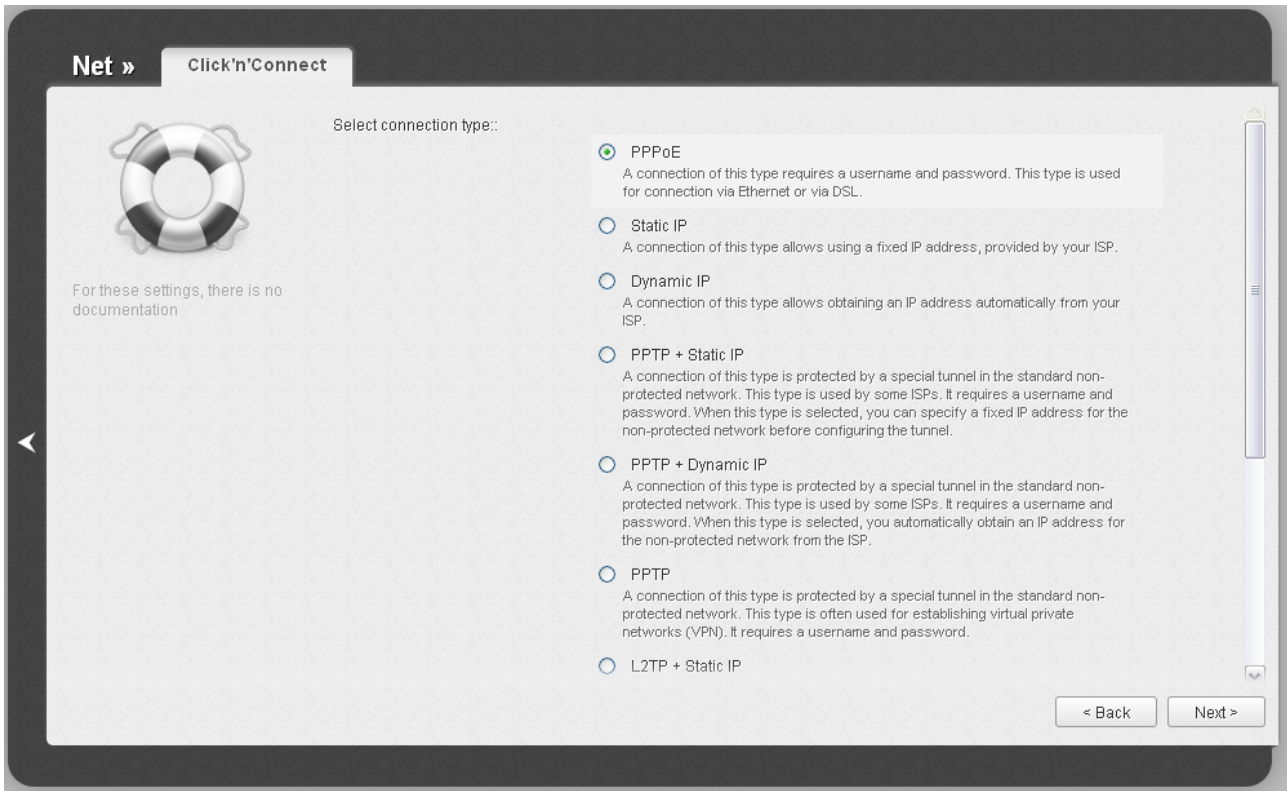 Net »
Click'n'Connect
Select connection type::
For these settings, there is no
documentation
PPPoE
A connection of this type requires a username and password. This type is used
for connection via Ethernet or via DSL.
Static IP
A connection of this type allows using a fixed IP address, provided by your ISP.
Dynamic IP
A connection of this type allows obtaining an IP address automatically from your
ISP.
PPTP + Static IP
A connection of this type is protected by a special tunnel in the standard non-
protected network. This type is used by some ISPs. It requires a username and
password. When this type is selected, you can specify a fixed IP address for the
non-protected network before configuring the tunnel.
PPTP + Dynamic IP
A connection of this type is protected by a special tunnel in the standard non-
protected network. This type is used by some ISPs. It requires a username and
password. When this type is selected, you automatically obtain an IP address for
the non-protected network from the ISP.
PPTP
A connection of this type is protected by a special tunnel in the standard non-
protected network. This type is often used for establishing virtual private
networks (VPN). It requires a username and password.
L2TP + Static IP
< Back
Next >